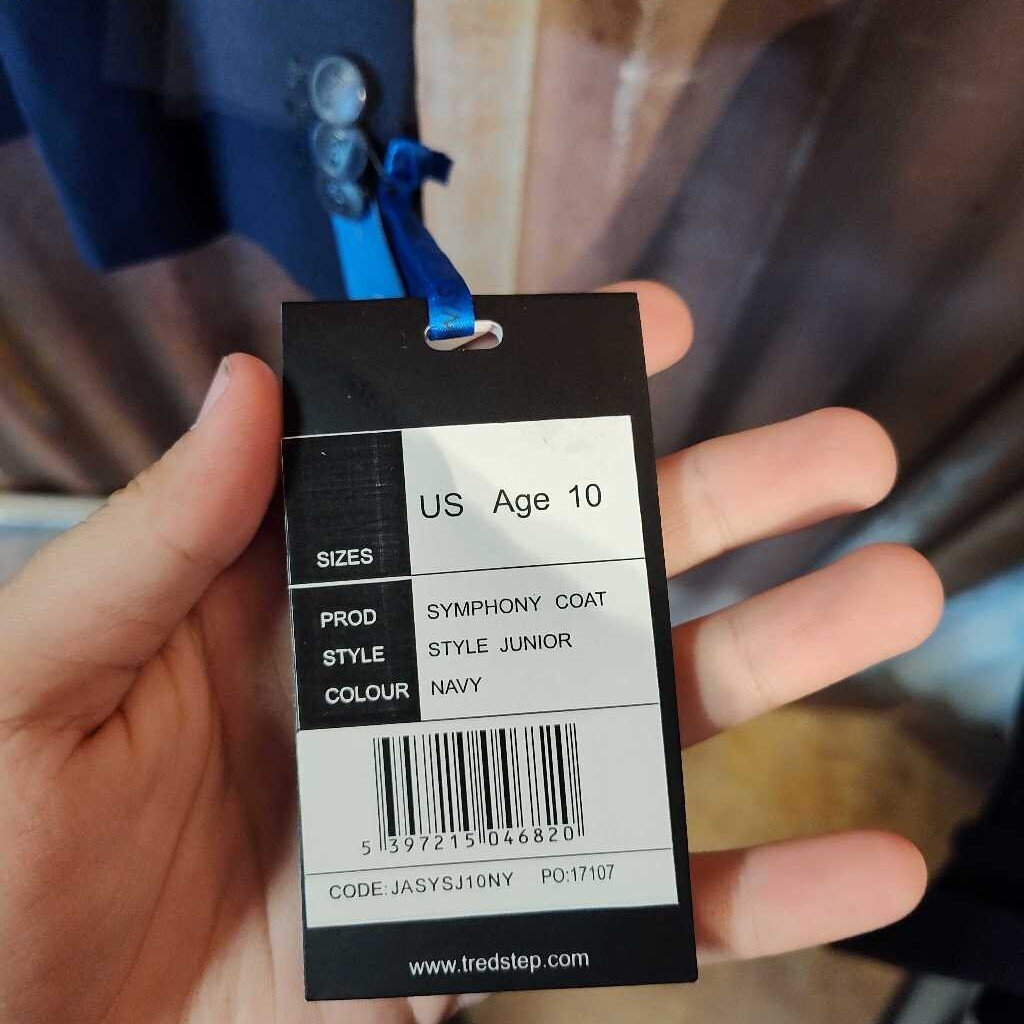 US Age 10
SIZES
PROD SYMPHONY COAT
STYLE STYLE JUNIOR
COLOUR NAVY
5 397215 046820
CODE:JASYSJ10NY PO:17107
www.tredstep.com